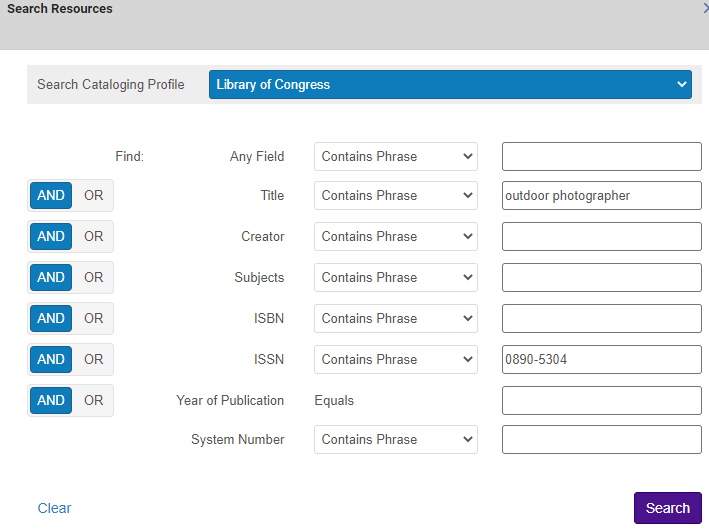 Search Resources
Search Cataloging Profile Library of Congress
Find: Any Field Contains Phrase
AND OR Title Contains Phrase outdoor photographer
AND OR Creator Contains Phrase
AND OR Subjects Contains Phrase
AND OR ISBN Contains Phrase
AND OR ISSN Contains Phrase 0890-5304
AND OR Year of Publication Equals
System Number Contains Phrase
Clear Search